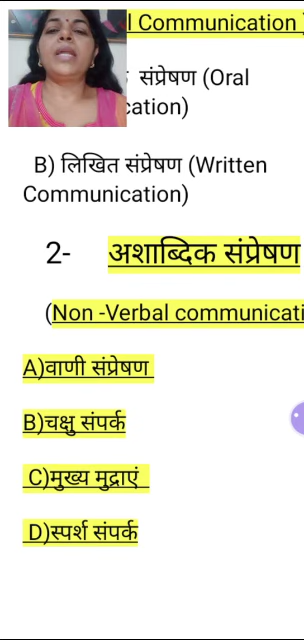 l Communication
संप्रेषण (Oral
cation)
B) लिखित संप्रेषण (Written
Communication)
2- अशाब्दिक संप्रेषण
(Non -Verbal communicati
A)वाणी संप्रेषण
B)चक्षु संपर्क
C)मुख्य मुद्राएं
D)स्पर्श संपर्क